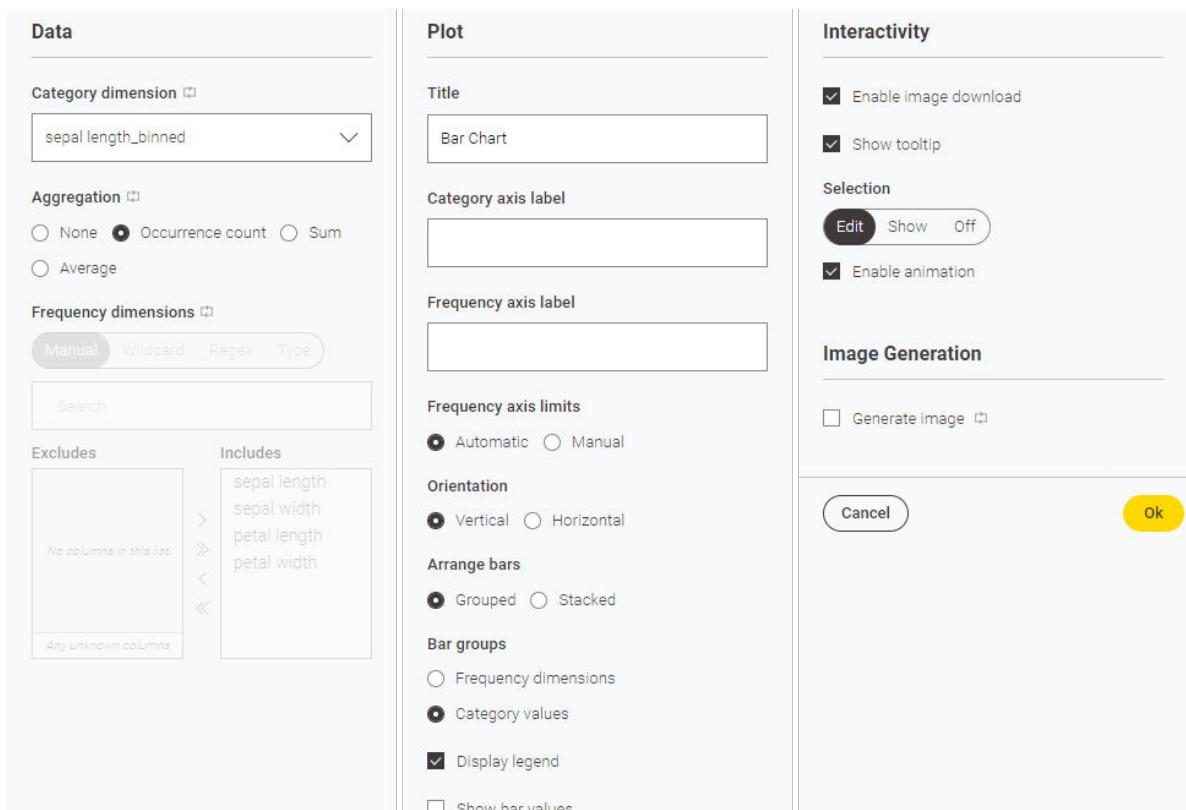 Data
Category dimension
sepal length_binned
Aggregation
None Occurrence count Sum
Average
Frequency dimensions
Manual Wildcard Regex Type
Search
Excludes Includes
No columns in this list.
Any unknown columns
sepal length
sepal width
petal length
petal width
Plot
Title
Bar Chart
Category axis label
Frequency axis label
Frequency axis limits
Automatic Manual
Orientation
Vertical Horizontal
Arrange bars
Grouped Stacked
Bar groups
Frequency dimensions
Category values
Display legend
Show bar values
Interactivity
Enable image download
Show tooltip
Selection
Edit Show Off
Enable animation
Image Generation
Generate image
Cancel Ok